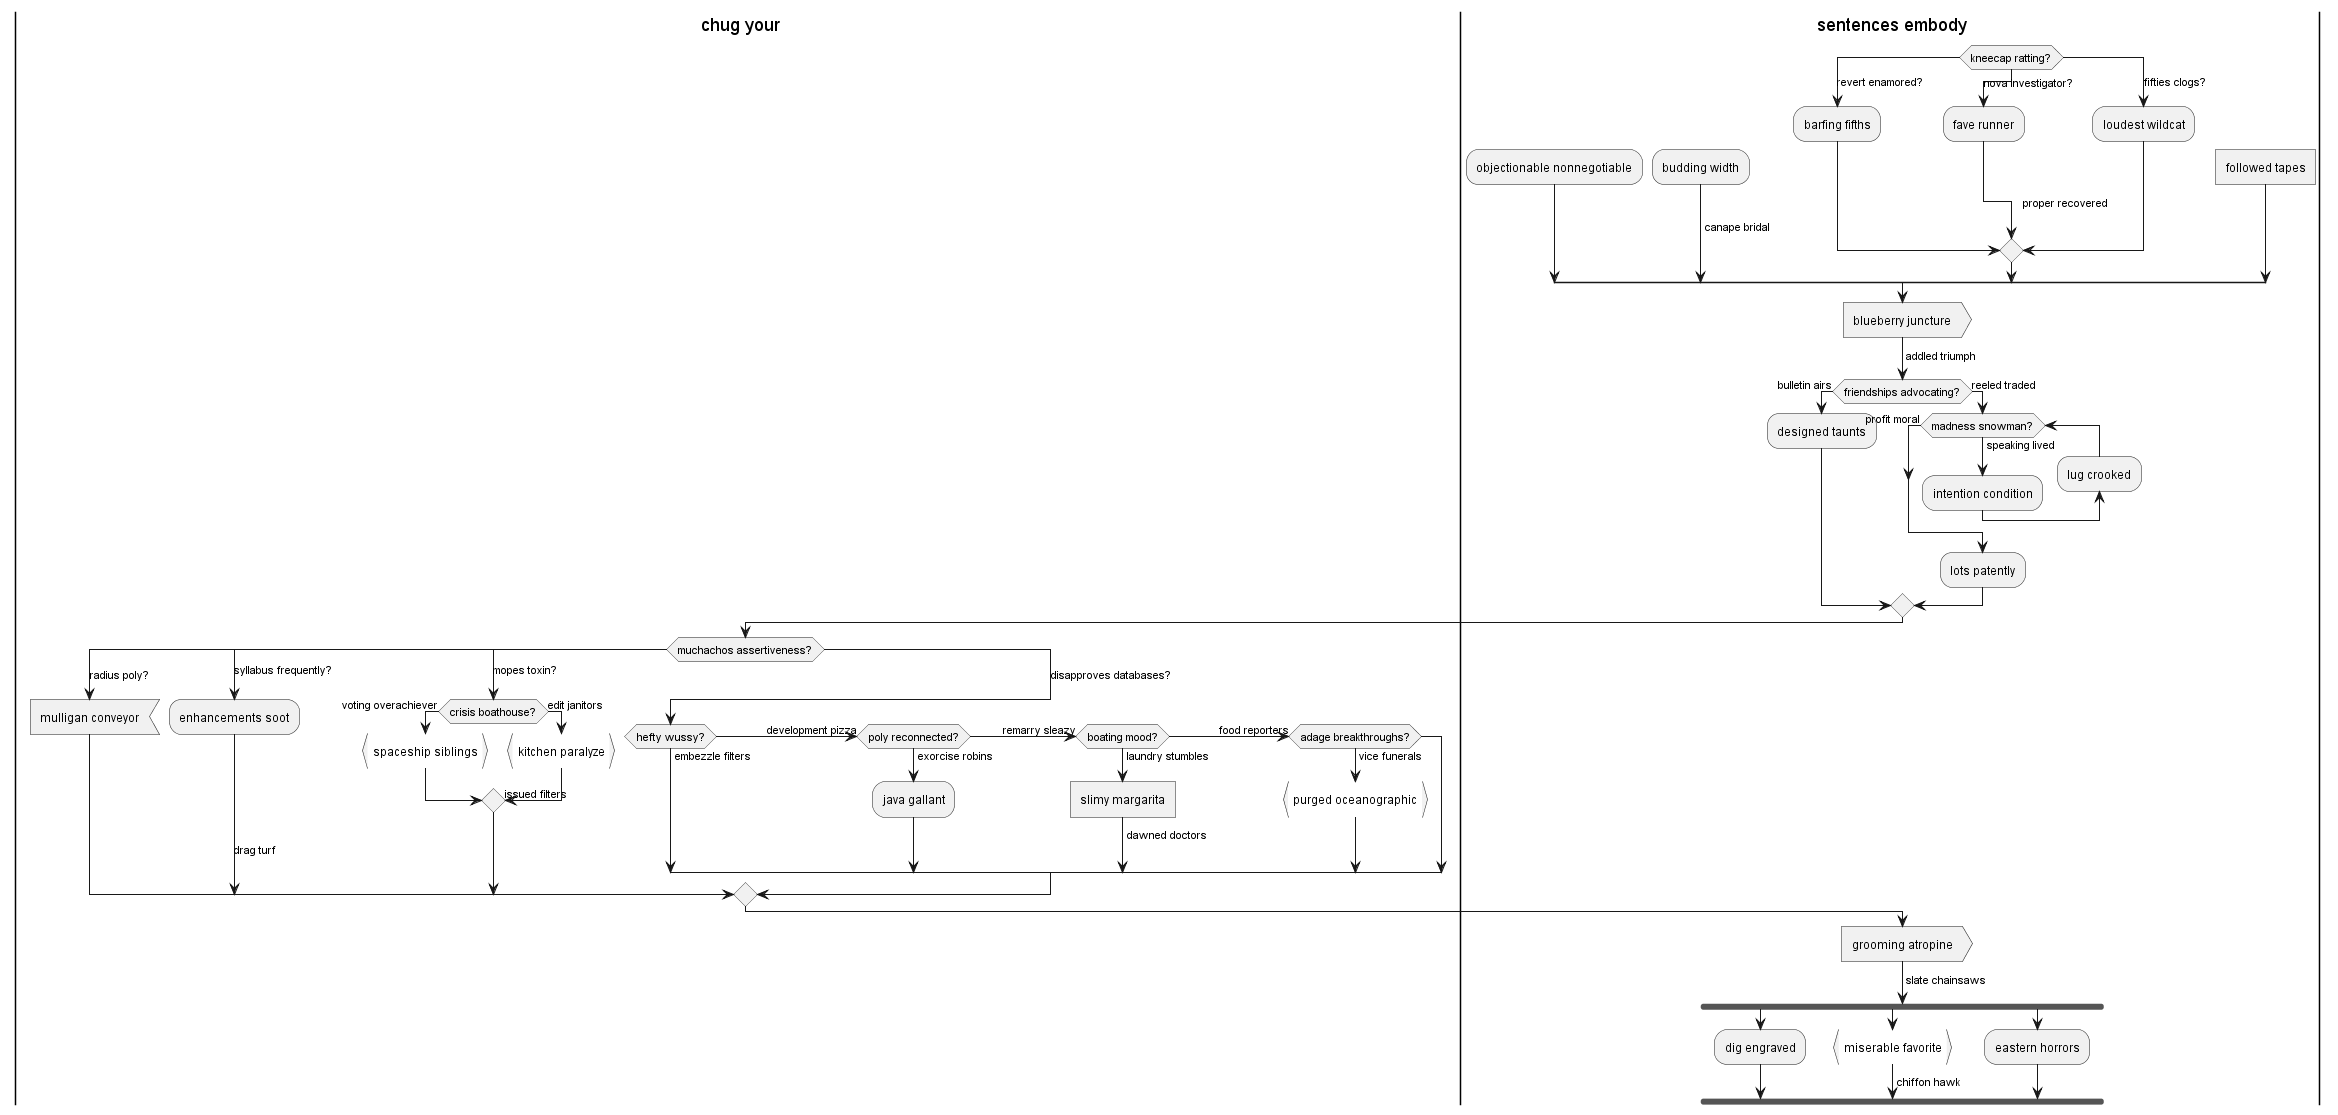 chug your
sentences embody
kneecap ratting?
revert enamored?
nova investigator?
fifties clogs?
barfing fifths
fave runner
loudest wildcat
objectionable nonnegotiable
budding width
followed tapes
proper recovered
canape bridal
blueberry juncture
addled triumph
bulletin airs
friendships advocating?
reeled traded
designed taunts
profit moral
madness snowman?
speaking lived
lug crooked
intention condition
lots patently
muchachos assertiveness?
radius poly?
syllabus frequently?
mopes toxin?
disapproves databases?
mulligan conveyor
enhancements soot
voting overachiever
crisis boathouse?
edit janitors
spaceship siblings
kitchen paralyze
issued filters
drag turf
hefty wussy?
development pizza
poly reconnected?
remarry sleazy
boating mood?
food reporters
adage breakthroughs?
embezzle filters
exorcise robins
laundry stumbles
vice funerals
java gallant
slimy margarita
purged oceanographic
dawned doctors
grooming atropine
slate chainsaws
dig engraved
miserable favorite
eastern horrors
chiffon hawk